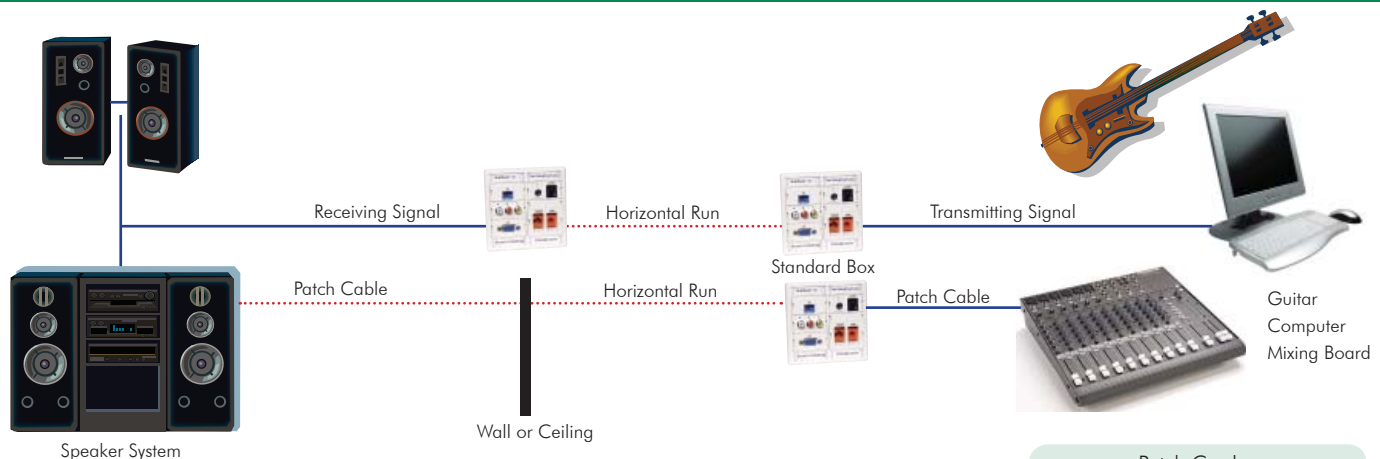 Receiving Signal
Horizontal Run
Transmitting Signal
Standard Box
Patch Cable
Horizontal Run
Patch Cable
Guitar
Computer
Mixing Board
Wall or Ceiling
Speaker System